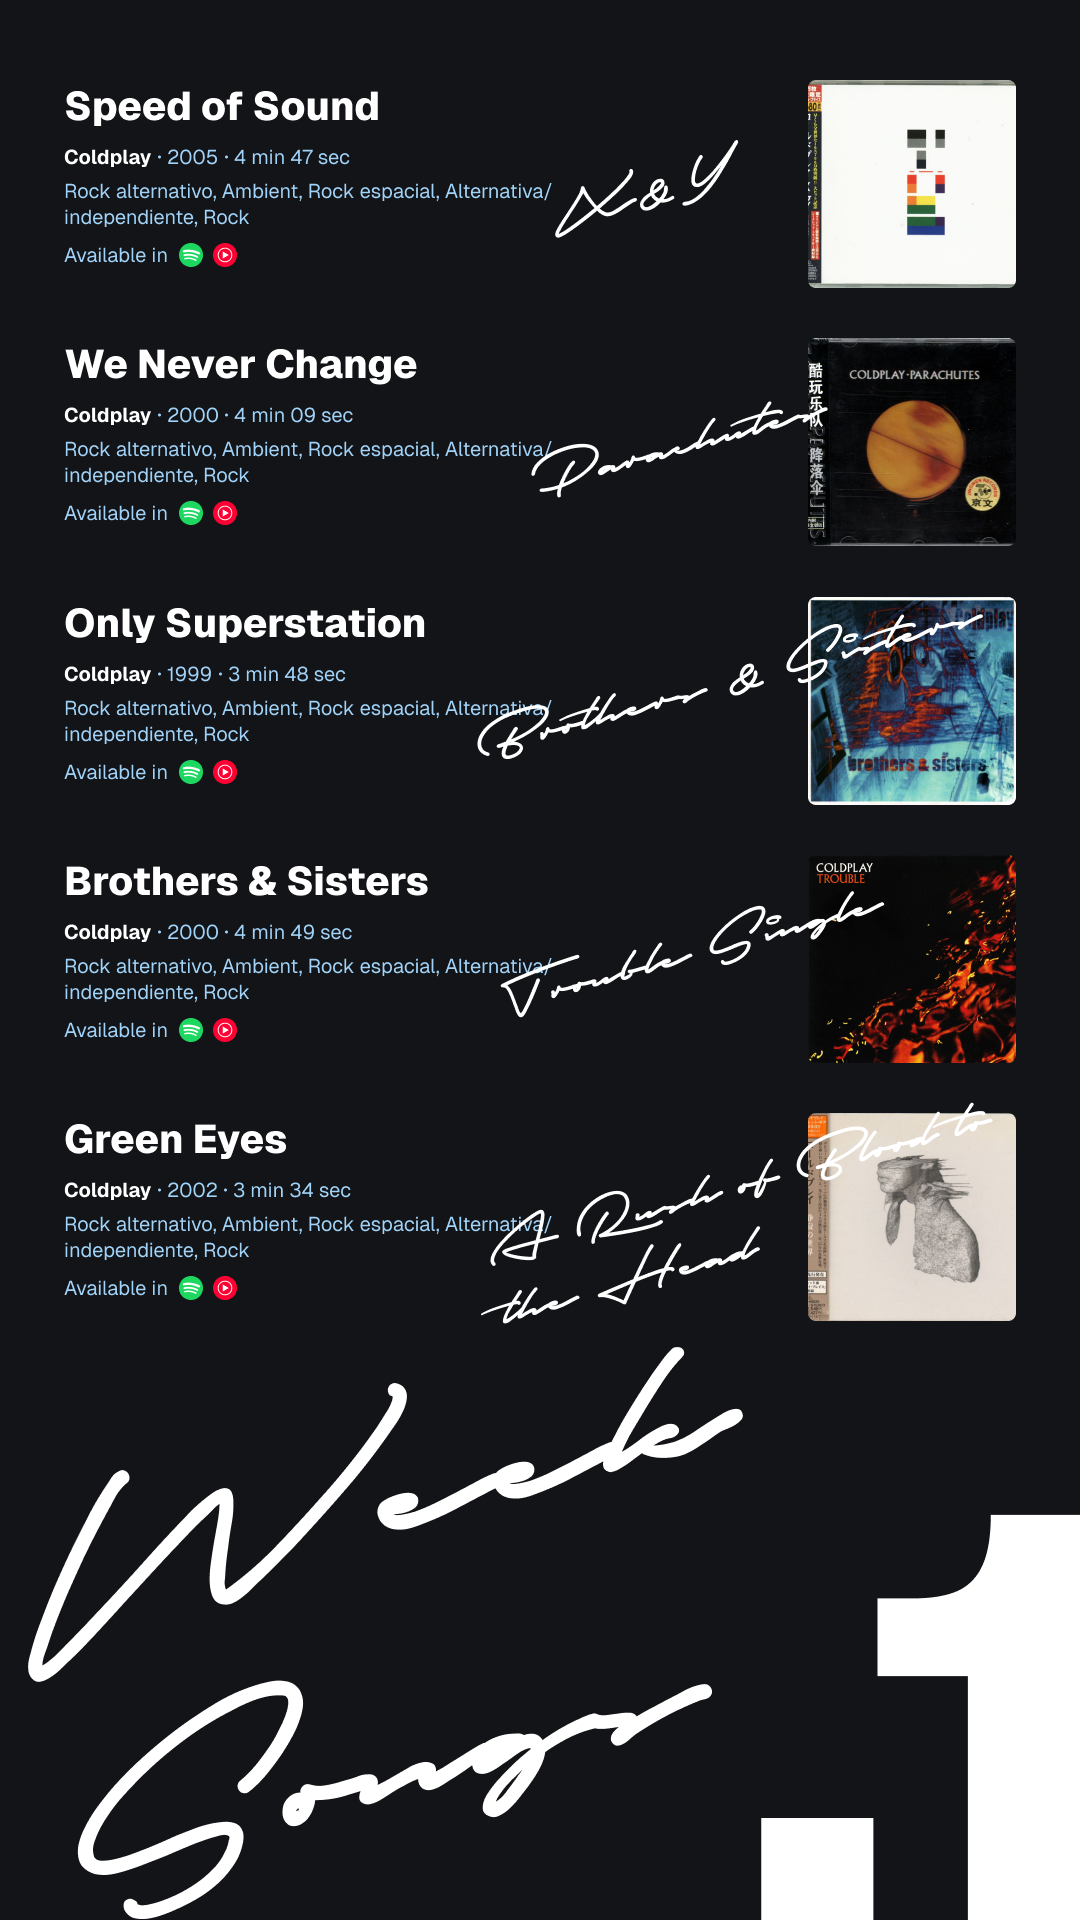 Speed of Sound
Coldplay · 2005 · 4 min 47 sec
Rock alternativo, Ambient, Rock espacial, Alternativa/
independiente, Rock
Available in
X&Y
We Never Change
Coldplay · 2000 · 4 min 09 sec
Rock alternativo, Ambient, Rock espacial, Alternativa/
independiente, Rock
Available in
Parachutes
COLDPLAY·PARACHUTES
酷玩乐队
降落伞
京文
Only Superstation
Coldplay · 1999 · 3 min 48 sec
Rock alternativo, Ambient, Rock espacial, Alternativa/
independiente, Rock
Available in
Brothers & Sisters
coldplay
brothers & sisters
Brothers & Sisters
Coldplay · 2000 · 4 min 49 sec
Rock alternativo, Ambient, Rock espacial, Alternativa/
independiente, Rock
Available in
Trouble Single
COLDPLAY
TROUBLE
Green Eyes
Coldplay · 2002 · 3 min 34 sec
Rock alternativo, Ambient, Rock espacial, Alternativa/
independiente, Rock
Available in
A Rush of Blood to
the Head
Week
Songs
.1